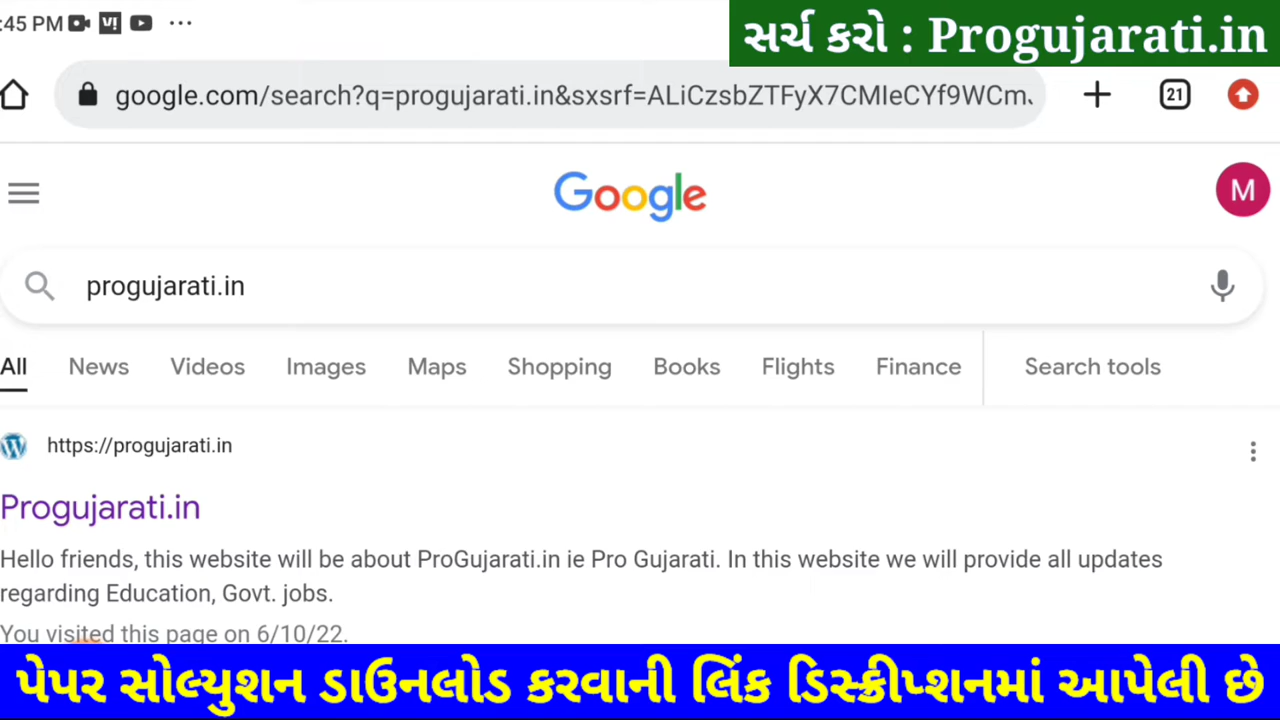 :45 PM
સર્ચ કરો : Progujarati.in
google.com/search?q=progujarati.in&sxsrf=ALiCzsbZTFyX7CMIeCYf9WCm
21
Google
M
progujarati.in
All News Videos Images Maps Shopping Books Flights Finance Search tools
https://progujarati.in
Progujarati.in
Hello friends, this website will be about ProGujarati.in ie Pro Gujarati. In this website we will provide all updates
regarding Education, Govt. jobs.
You visited this page on 6/10/22.
પેપર સોલ્યુશન ડાઉનલોડ કરવાની લિંક ડિસ્ક્રીપ્શનમાં આપેલી છે